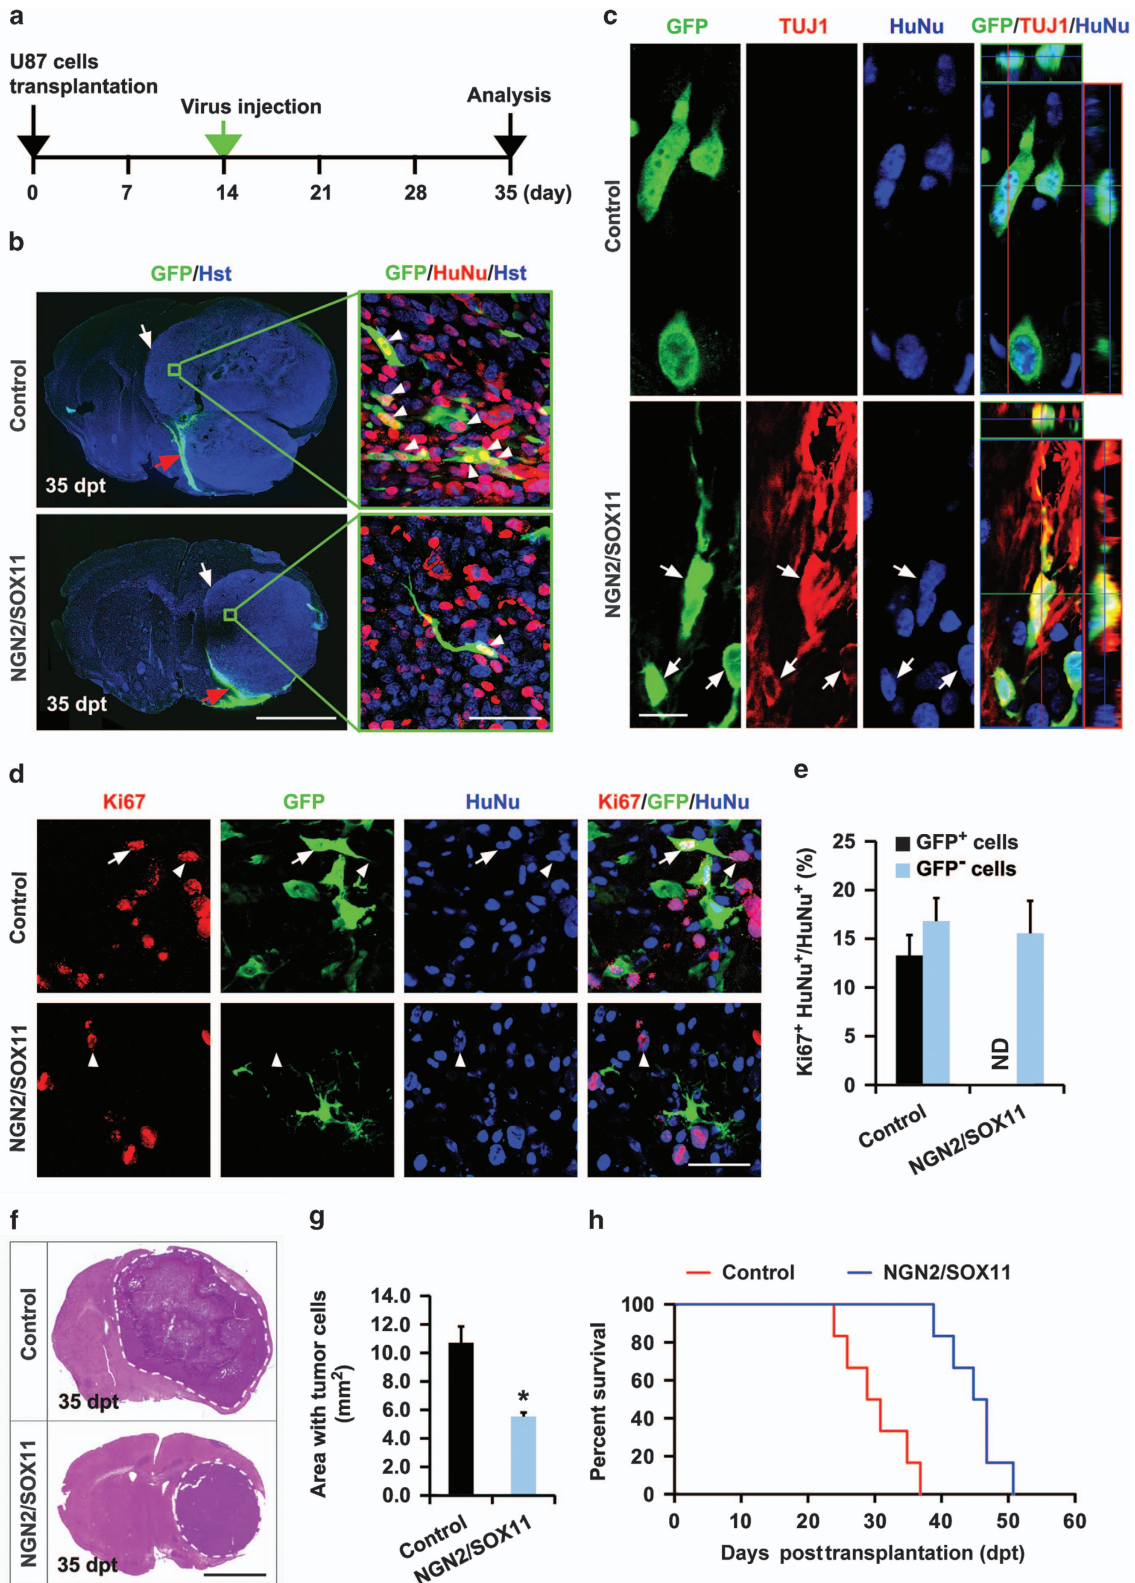 a
U87 cells
transplantation
Virus injection
Analysis
0 7 14 21 28 35 (day)
b
GFP/Hst GFP/HuNu/Hst
Control
35 dpt
NGN2/SOX11
35 dpt
c
GFP TUJ1 HuNu GFP/TUJ1/HuNu
Control
NGN2/SOX11
d
Ki67 GFP HuNu Ki67/GFP/HuNu
Control
NGN2/SOX11
e
Ki67+ HuNu+/HuNu+ (%)
25
20
15
10
5
0
GFP+ cells
GFP- cells
ND
Control
NGN2/SOX11
f
Control
35 dpt
NGN2/SOX11
35 dpt
g
Area with tumor cells
(mm²)
14.0
12.0
10.0
8.0
6.0
4.0
2.0
0.0
*
Control
NGN2/SOX11
h
Control NGN2/SOX11
Percent survival
100
80
60
40
20
0
0 10 20 30 40 50 60
Days posttransplantation (dpt)